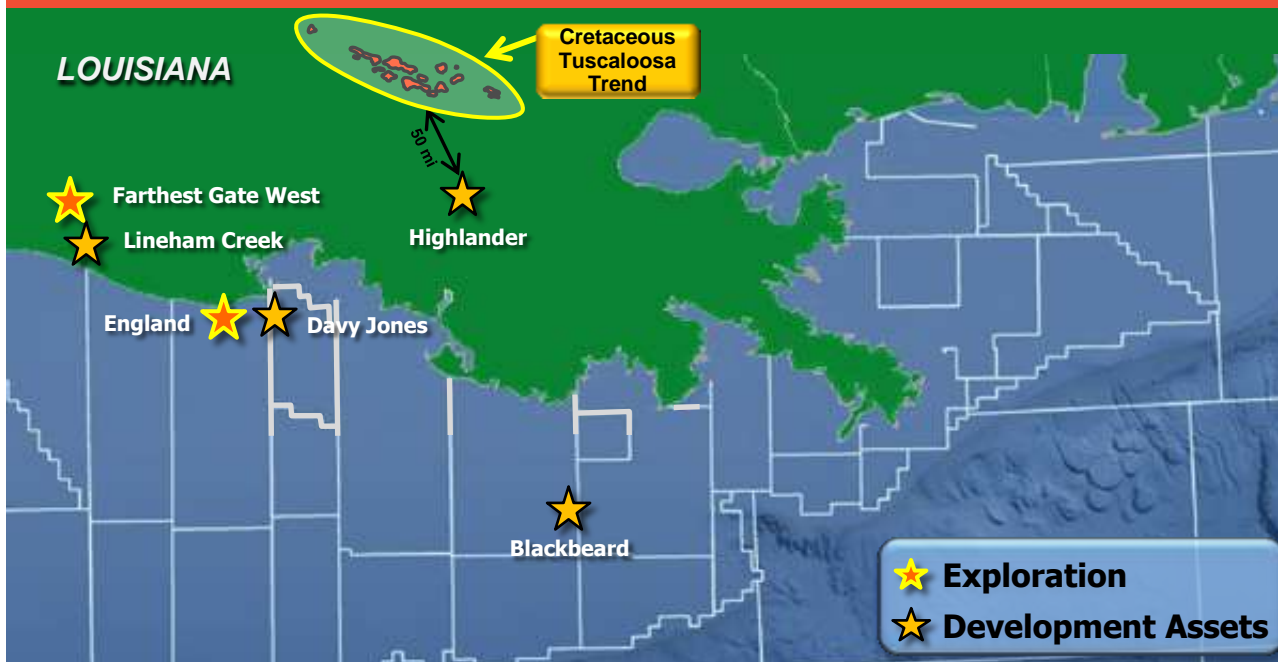 LOUISIANA
Cretaceous
Tuscaloosa
Trend
50 mi
Farthest Gate West
Lineham Creek
Highlander
England
Davy Jones
Blackbeard
Exploration
Development Assets